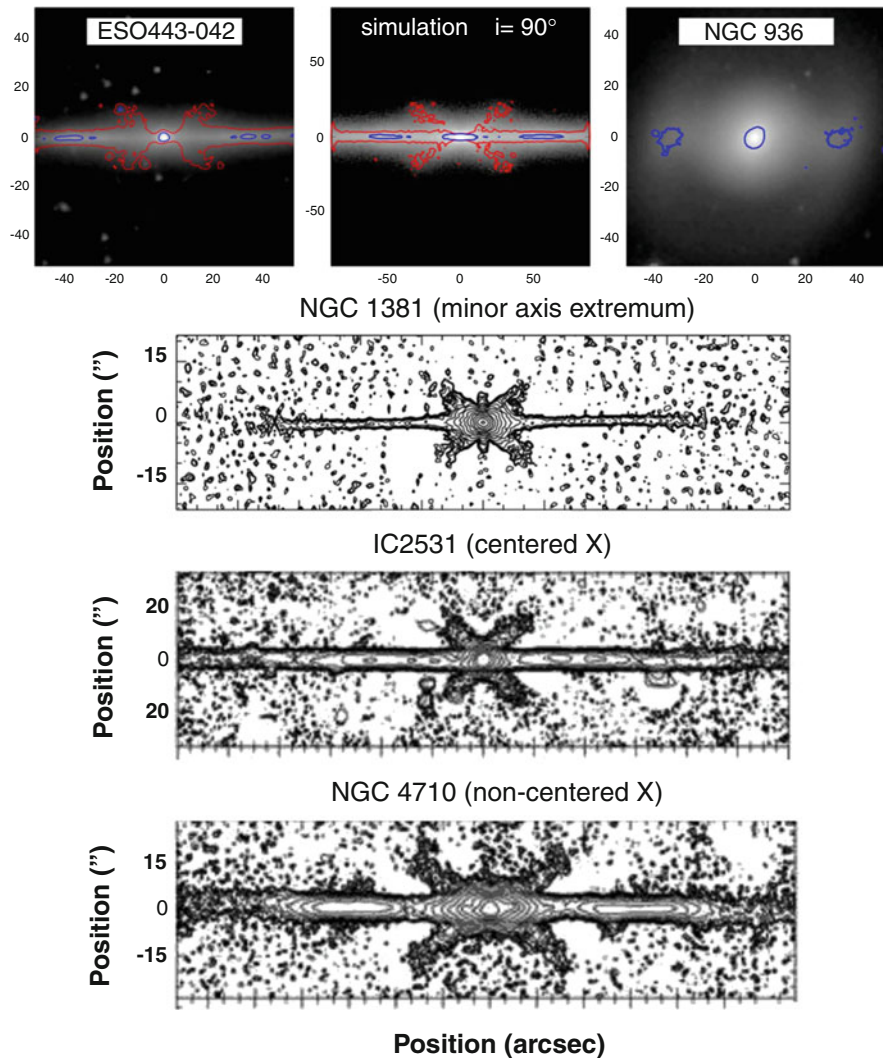 ESO443-042
simulation i= 90°
NGC 936
40
20
0
-20
-40
-40 -20 0 20 40
50
0
-50
-50 0 50
40
20
0
-20
-40
-40 -20 0 20 40
NGC 1381 (minor axis extremum)
Position (")
15
0
-15
IC2531 (centered X)
Position (")
20
0
20
NGC 4710 (non-centered X)
Position (")
15
0
-15
Position (arcsec)